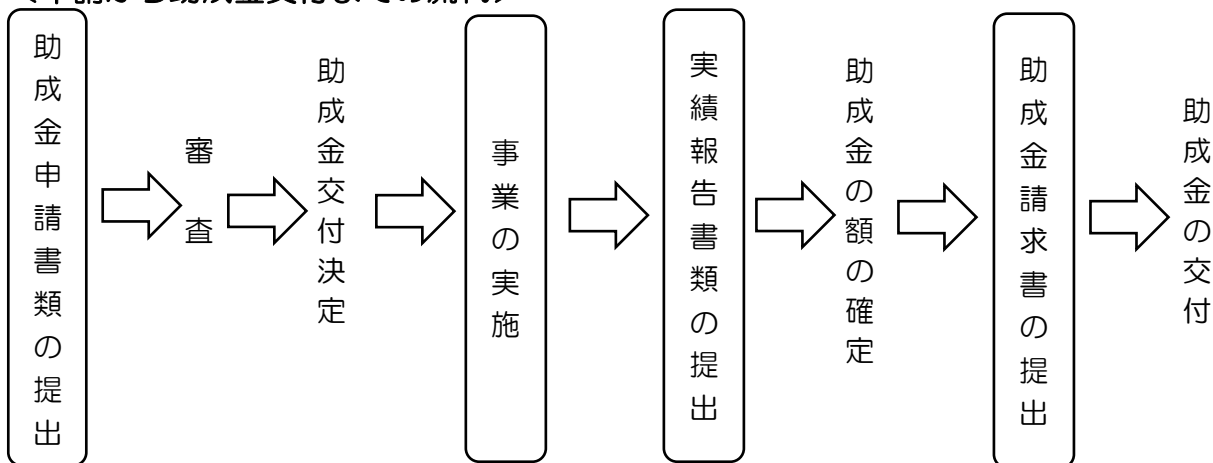 助成金申請書類の提出
審査
助成金交付決定
事業の実施
実績報告書類の提出
助成金の額の確定
助成金請求書の提出
助成金の交付